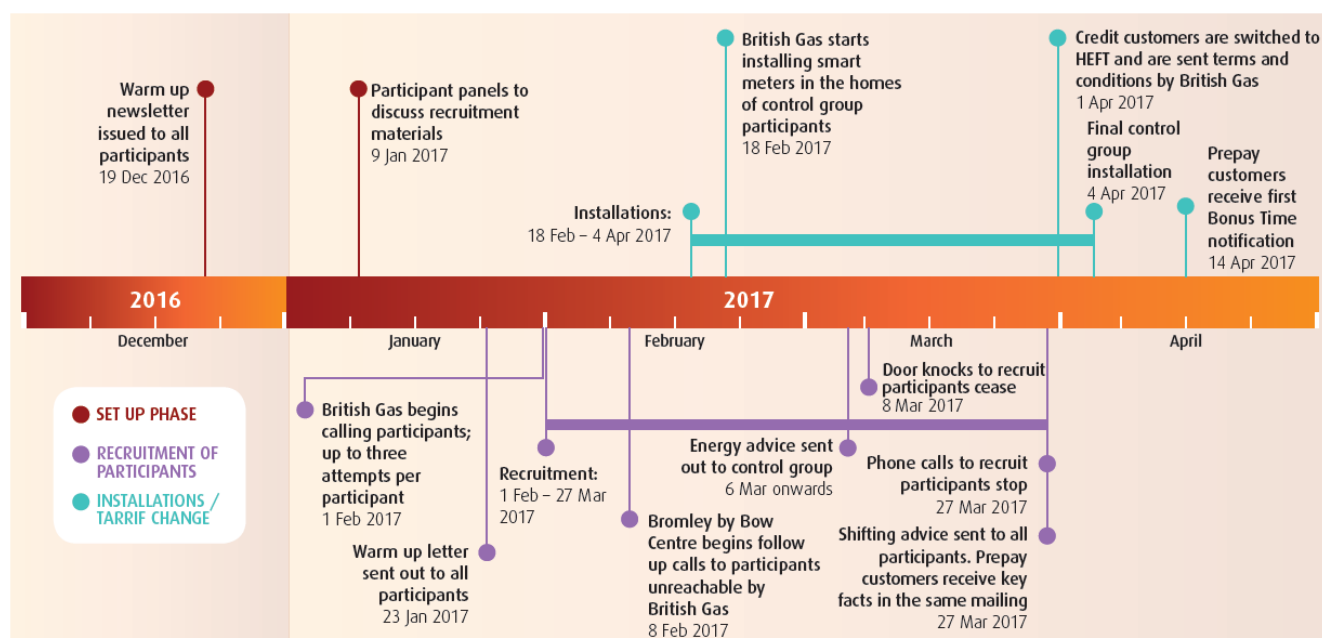 Warm up
newsletter
issued to all
participants
19 Dec 2016
Participant panels to
discuss recruitment
materials
9 Jan 2017
British Gas starts
installing smart
meters in the homes
of control group
participants
18 Feb 2017
Credit customers are switched to
HEFT and are sent terms and
conditions by British Gas
1 Apr 2017
Final control
group
installation
4 Apr 2017
Prepay
customers
receive first
Bonus Time
notification
14 Apr 2017
Installations:
18 Feb – 4 Apr 2017
2016
2017
December
January
February
March
April
SET UP PHASE
RECRUITMENT OF
PARTICIPANTS
INSTALLATIONS /
TARRIF CHANGE
British Gas begins
calling participants;
up to three
attempts per
participant
1 Feb 2017
Warm up letter
sent out to all
participants
23 Jan 2017
Recruitment:
1 Feb – 27 Mar
2017
Bromley by Bow
Centre begins follow
up calls to participants
unreachable by
British Gas
8 Feb 2017
Door knocks to recruit
participants cease
8 Mar 2017
Energy advice sent
out to control group
6 Mar onwards
Phone calls to recruit
participants stop
27 Mar 2017
Shifting advice sent to all
participants. Prepay
customers receive key
facts in the same mailing
27 Mar 2017